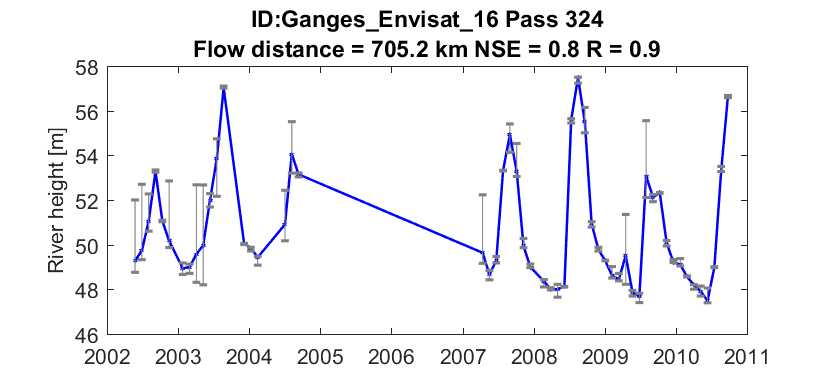 ID:Ganges_Envisat_16 Pass 324
Flow distance = 705.2 km NSE = 0.8 R = 0.9
River height [m]
58
56
54
52
50
48
46
2002 2003 2004 2005 2006 2007 2008 2009 2010 2011